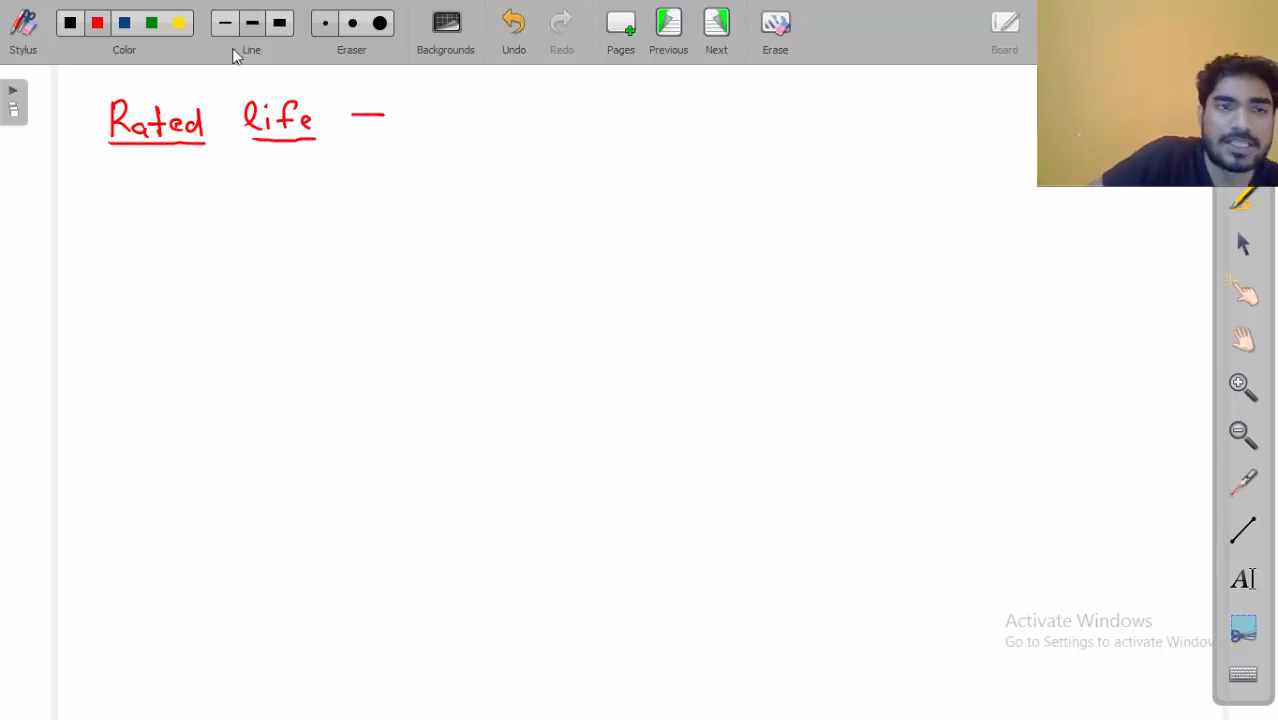 Stylus Color Line Eraser Backgrounds Undo Redo Pages Previous Next Erase Board
Rated life —
Activate Windows
Go to Settings to activate Windows